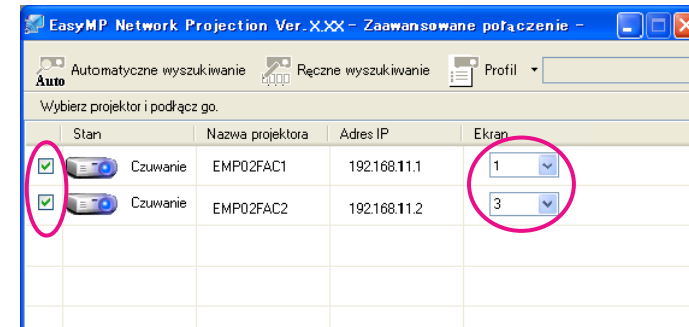 EasyMP Network Projection Ver.X.XX – Zaawansowane połączenie –
Auto Automatyczne wyszukiwanie Ręczne wyszukiwanie Profil
Wybierz projektor i podłącz go.
Stan Nazwa projektora Adres IP Ekran
Czuwanie EMP02FAC1 192.168.11.1 1
Czuwanie EMP02FAC2 192.168.11.2 3